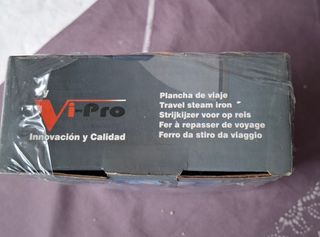 Vi-Pro
Innovación y Calidad
Plancha de viaje
Travel steam iron
Strijkijzer voor op reis
Fer à repasser de voyage
Ferro da stiro da viaggio